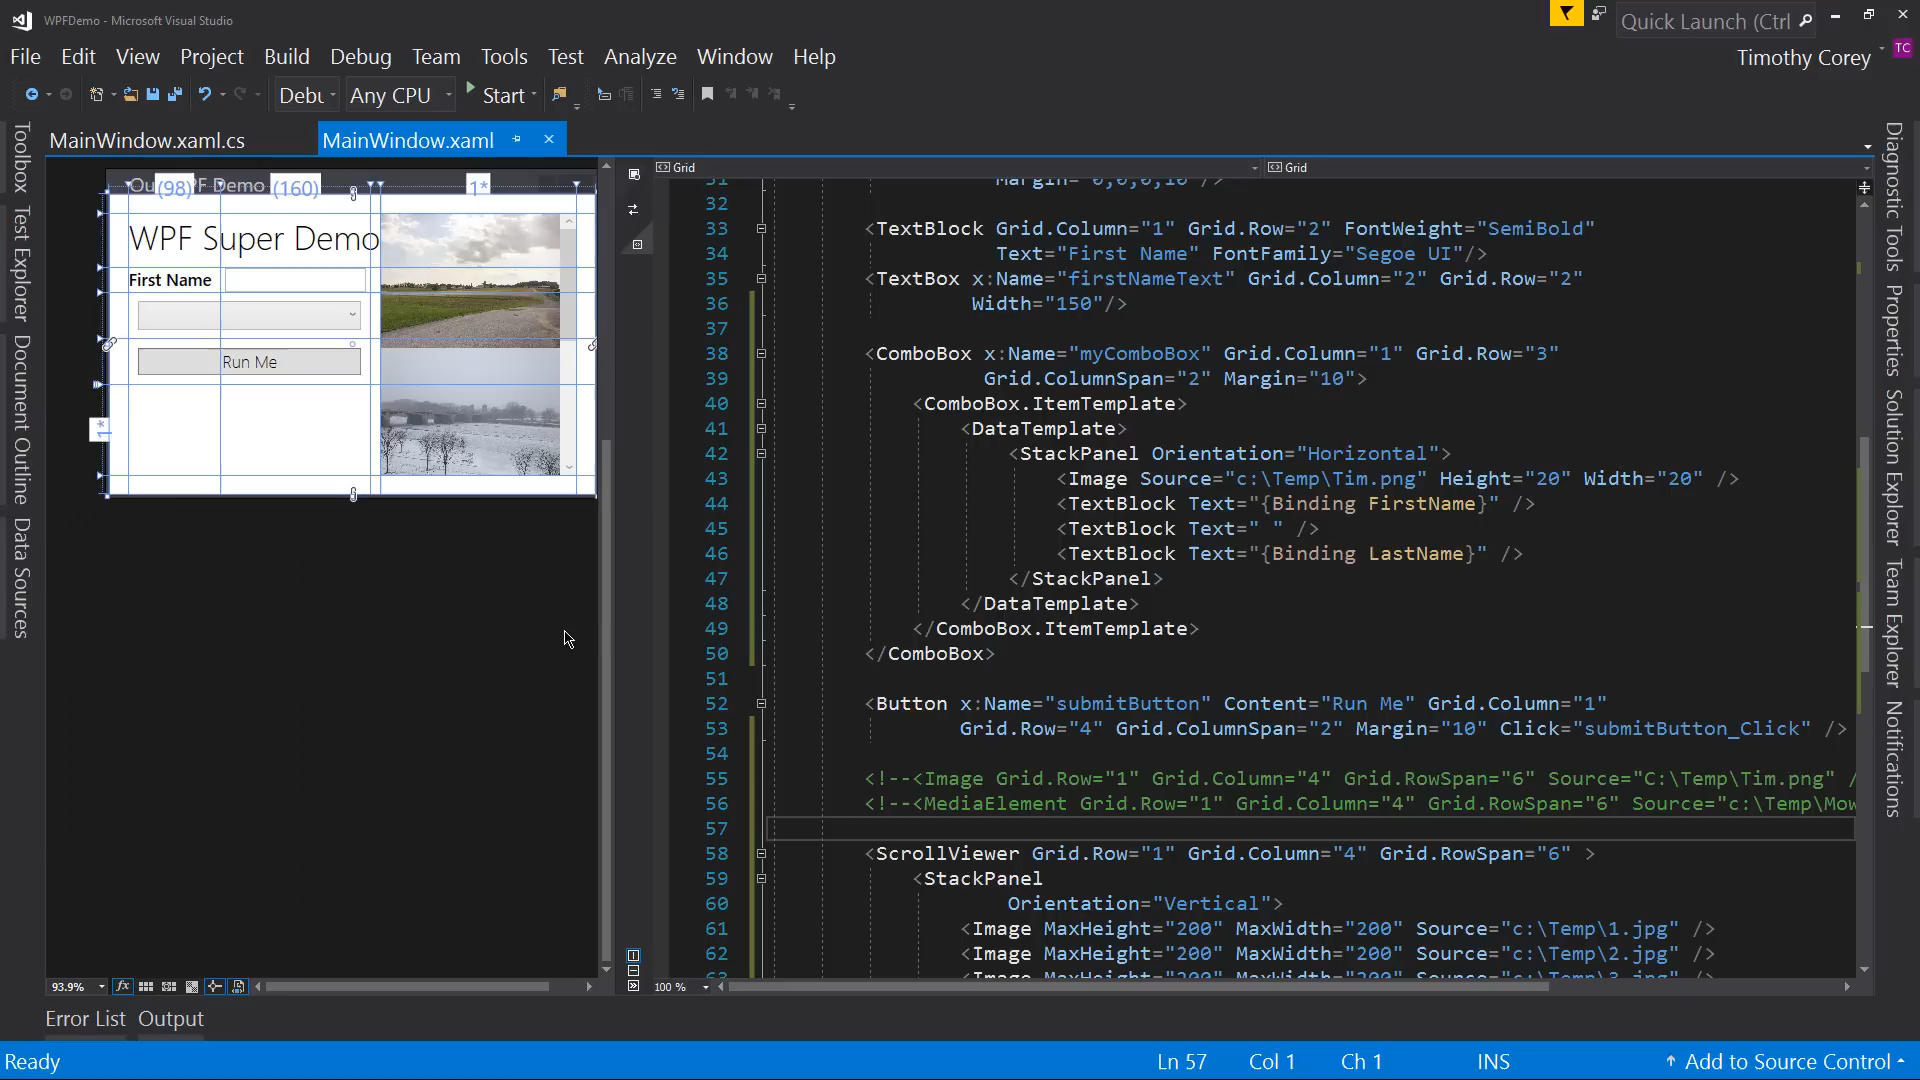 WPFDemo - Microsoft Visual Studio
Quick Launch (Ctrl
File Edit View Project Build Debug Team Tools Test Analyze Window Help
Timothy Corey TC
Debu Any CPU Start
MainWindow.xaml.cs MainWindow.xaml
Toolbox
Test Explorer
Document Outline
Data Sources
(98) (160) 1*
WPF Super Demo
First Name
Run Me
1*
Grid Grid
32
33 <TextBlock Grid.Column="1" Grid.Row="2" FontWeight="SemiBold"
34 Text="First Name" FontFamily="Segoe UI"/>
35 <TextBox x:Name="firstNameText" Grid.Column="2" Grid.Row="2"
36 Width="150"/>
37
38 <ComboBox x:Name="myComboBox" Grid.Column="1" Grid.Row="3"
39 Grid.ColumnSpan="2" Margin="10">
40 <ComboBox.ItemTemplate>
41 <DataTemplate>
42 <StackPanel Orientation="Horizontal">
43 <Image Source="c:\Temp\Tim.png" Height="20" Width="20" />
44 <TextBlock Text="{Binding FirstName}" />
45 <TextBlock Text=" " />
46 <TextBlock Text="{Binding LastName}" />
47 </StackPanel>
48 </DataTemplate>
49 </ComboBox.ItemTemplate>
50 </ComboBox>
51
52 <Button x:Name="submitButton" Content="Run Me" Grid.Column="1"
53 Grid.Row="4" Grid.ColumnSpan="2" Margin="10" Click="submitButton_Click" />
54
55 <!--<Image Grid.Row="1" Grid.Column="4" Grid.RowSpan="6" Source="C:\Temp\Tim.png" /
56 <!--<MediaElement Grid.Row="1" Grid.Column="4" Grid.RowSpan="6" Source="c:\Temp\Mow
57
58 <ScrollViewer Grid.Row="1" Grid.Column="4" Grid.RowSpan="6" >
59 <StackPanel
60 Orientation="Vertical">
61 <Image MaxHeight="200" MaxWidth="200" Source="c:\Temp\1.jpg" />
62 <Image MaxHeight="200" MaxWidth="200" Source="c:\Temp\2.jpg" />
Diagnostic Tools
Properties
Solution Explorer
Team Explorer
Notifications
93.9% fx
100 %
Error List Output
Ready Ln 57 Col 1 Ch 1 INS Add to Source Control